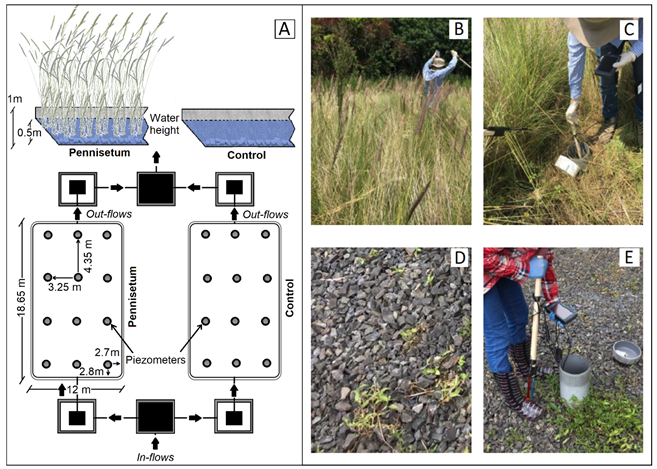 A
1m
0.5m
Water
height
Pennisetum
Control
Out-flows
Out-flows
4.35 m
3.25 m
18.65 m
Pennisetum
Control
Piezometers
2.7m
2.8m
12 m
In-flows
B
C
D
E